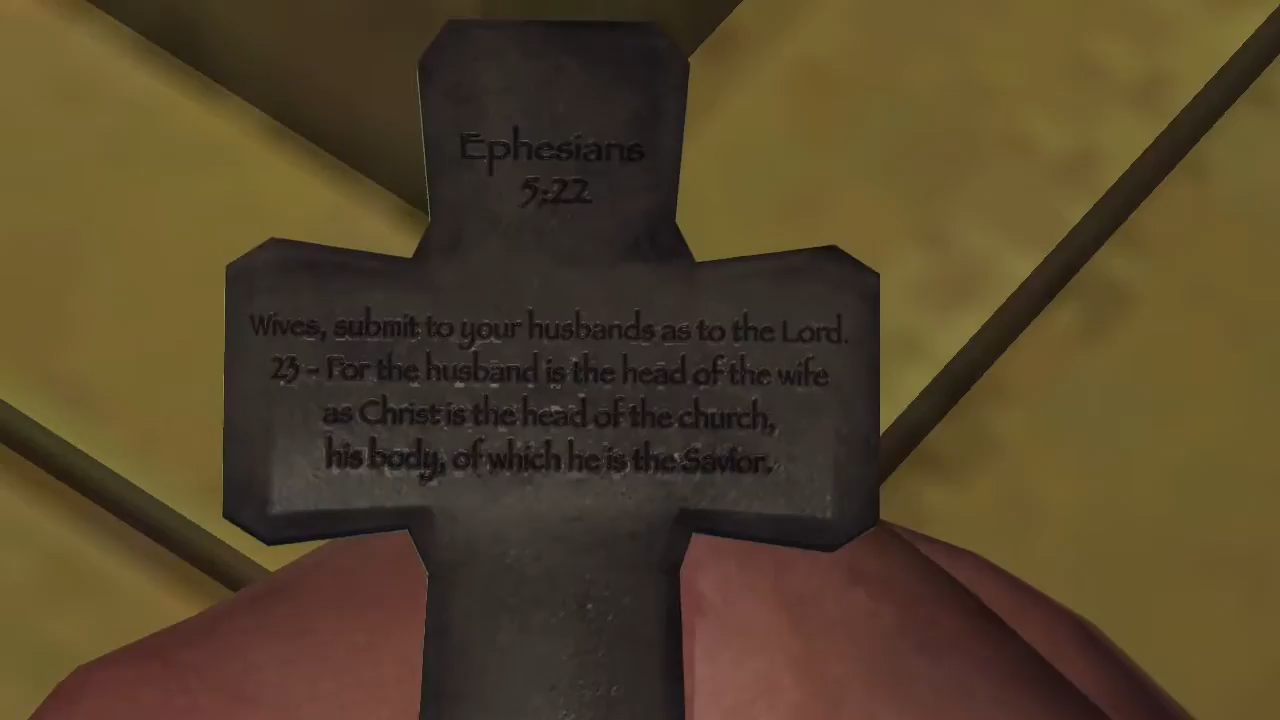 Ephesians
5;22
Wives, submit to your husbands as to the Lord.
23 - For the husband is the head of the wife
as Christ is the head of the church,
his body, of which he is the Savior.